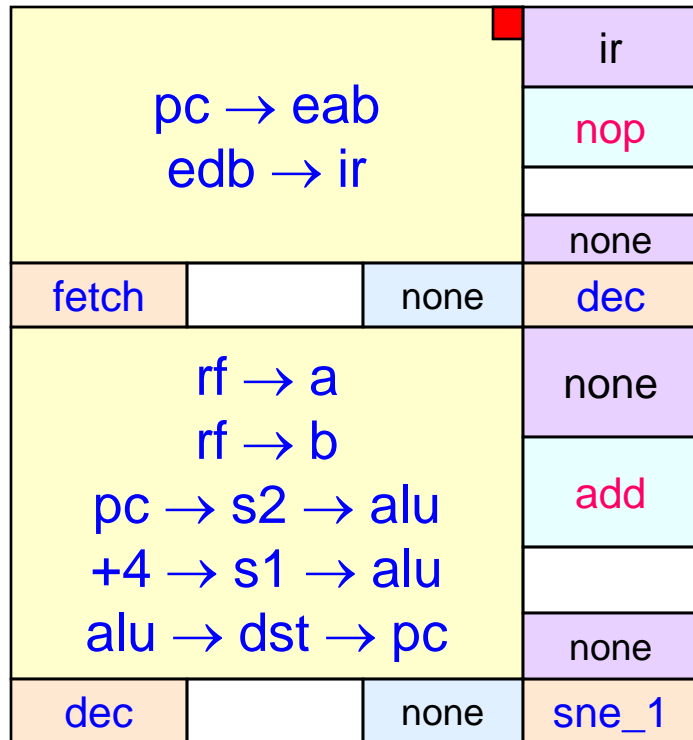 pc → eab
edb → ir
ir
nop
none
fetch
none
dec
rf → a
rf → b
pc → s2 → alu
+4 → s1 → alu
alu → dst → pc
none
add
none
dec
none
sne_1